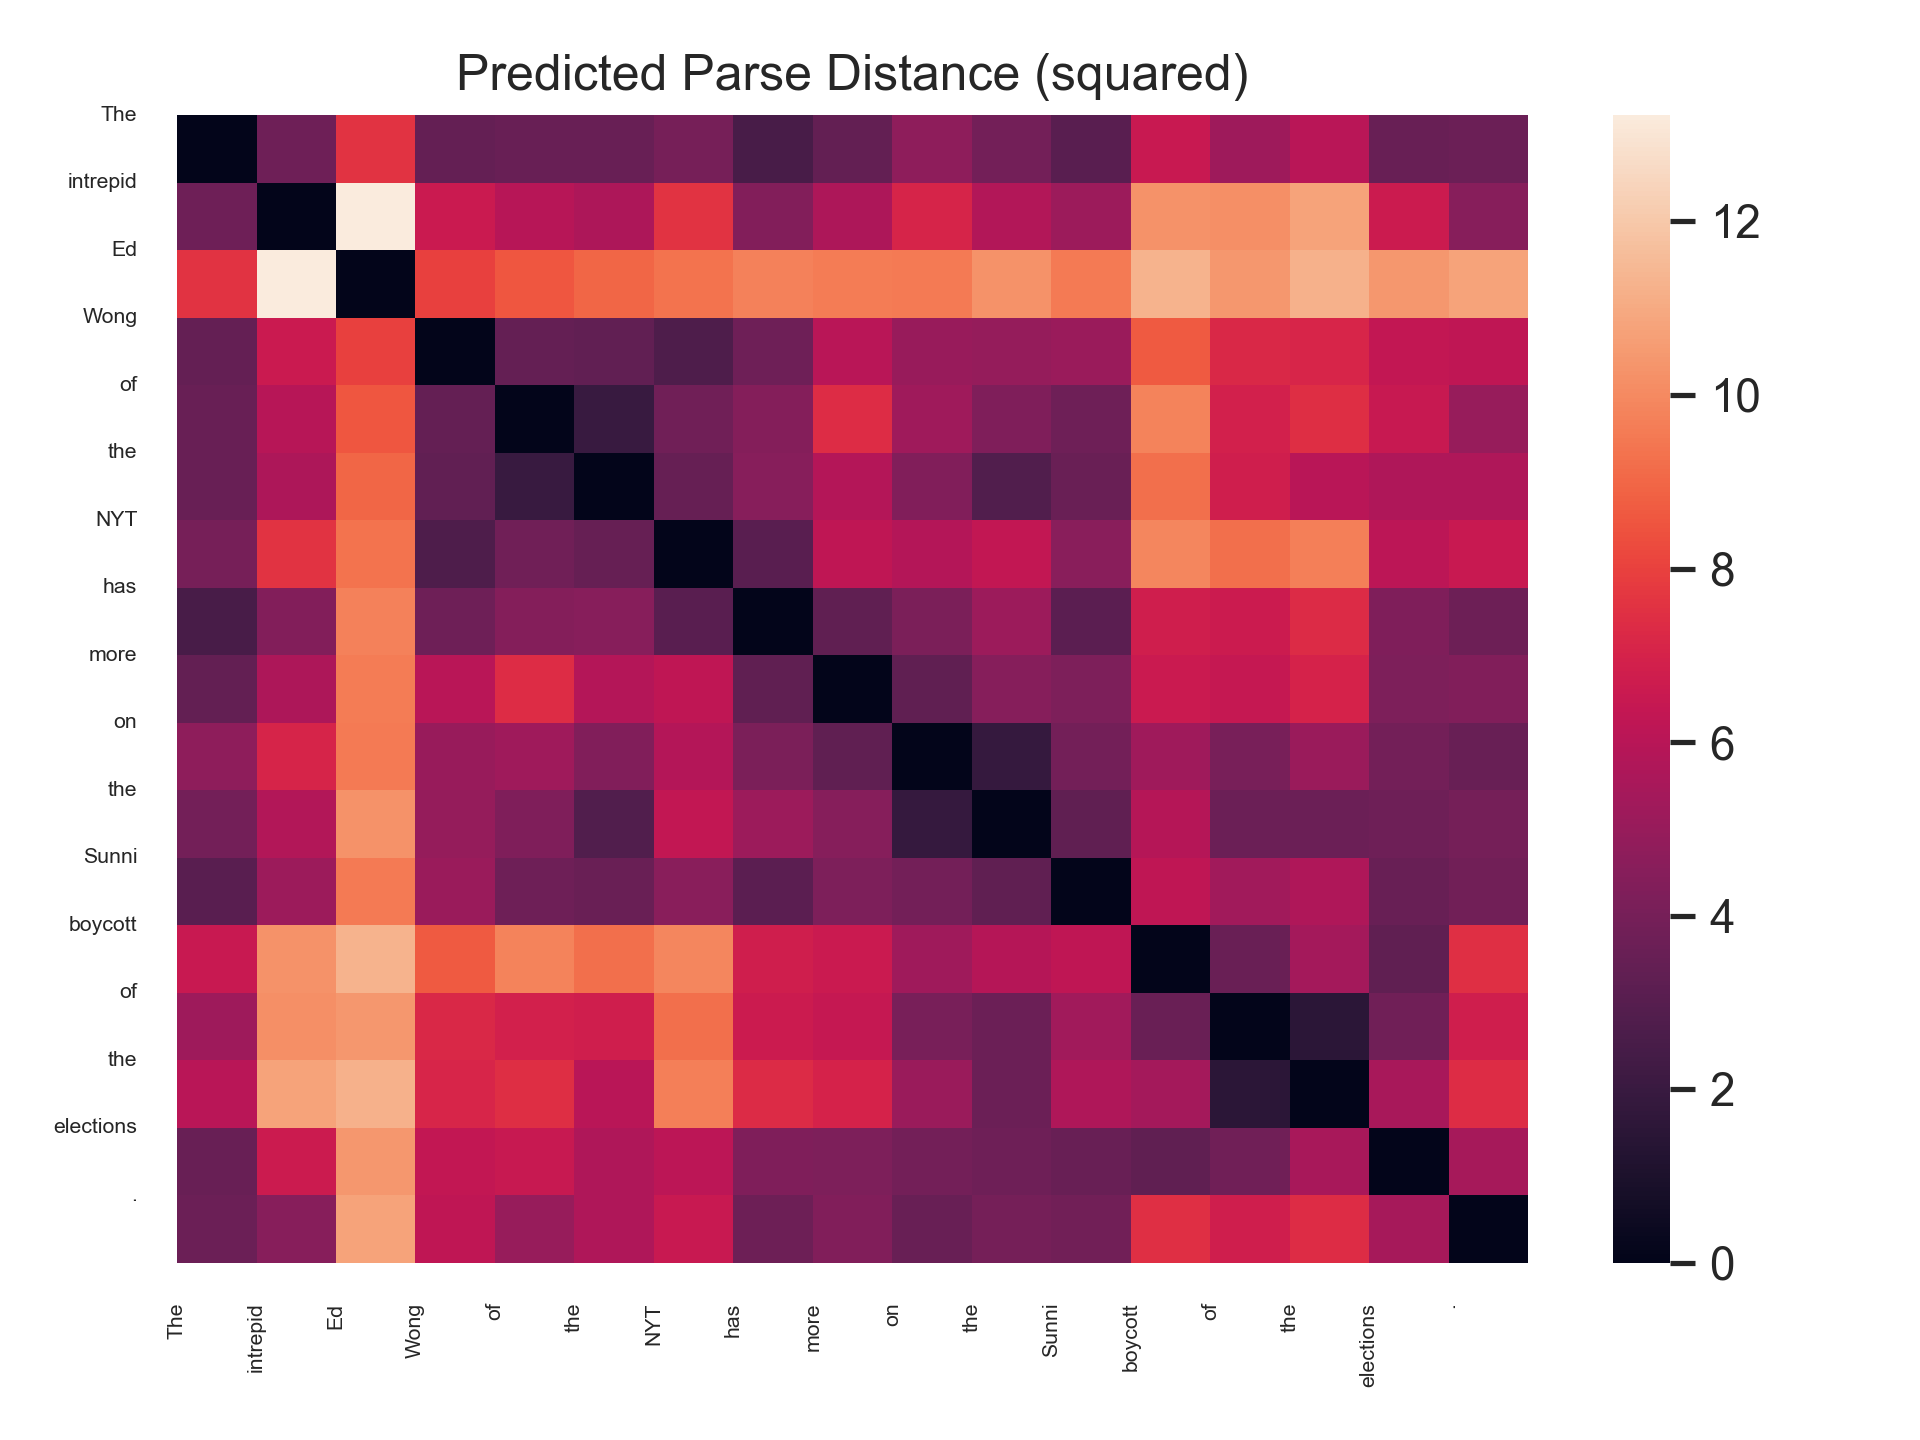 Predicted Parse Distance (squared)
The
intrepid
Ed
Wong
of
the
NYT
has
more
on
the
Sunni
boycott
of
the
elections
.
The
intrepid
Ed
Wong
of
the
NYT
has
more
on
the
Sunni
boycott
of
the
elections
.
12
10
8
6
4
2
0